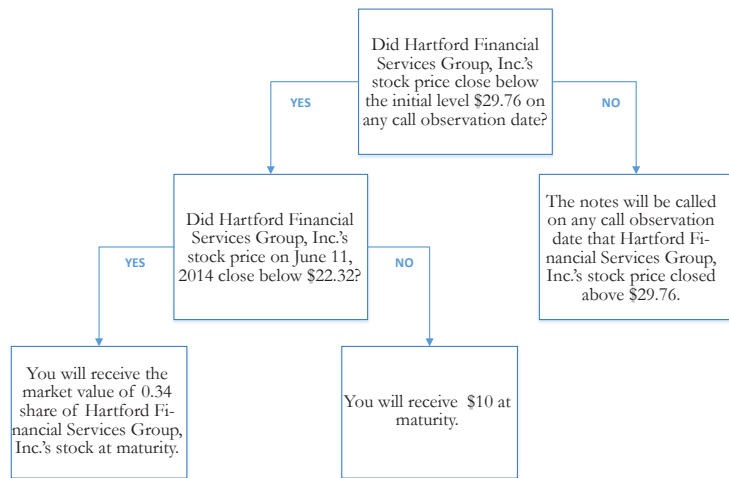 Did Hartford Financial
Services Group, Inc.'s
stock price close below
the initial level $29.76 on
any call observation date?
YES
NO
Did Hartford Financial
Services Group, Inc.'s
stock price on June 11,
2014 close below $22.32?
The notes will be called
on any call observation
date that Hartford Fi-
nancial Services Group,
Inc.'s stock price closed
above $29.76.
YES
NO
You will receive the
market value of 0.34
share of Hartford Fi-
nancial Services Group,
Inc.'s stock at maturity.
You will receive $10 at
maturity.